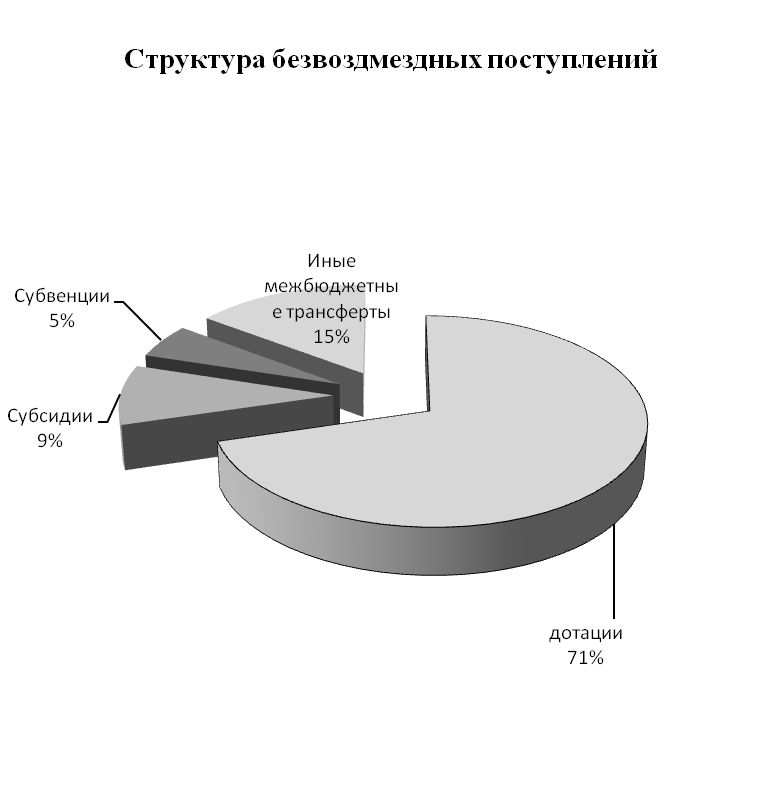 Структура безвоздмездных поступлений
Иные
межбюджетны
е трансферты
15%
Субвенции
5%
Субсидии
9%
дотации
71%